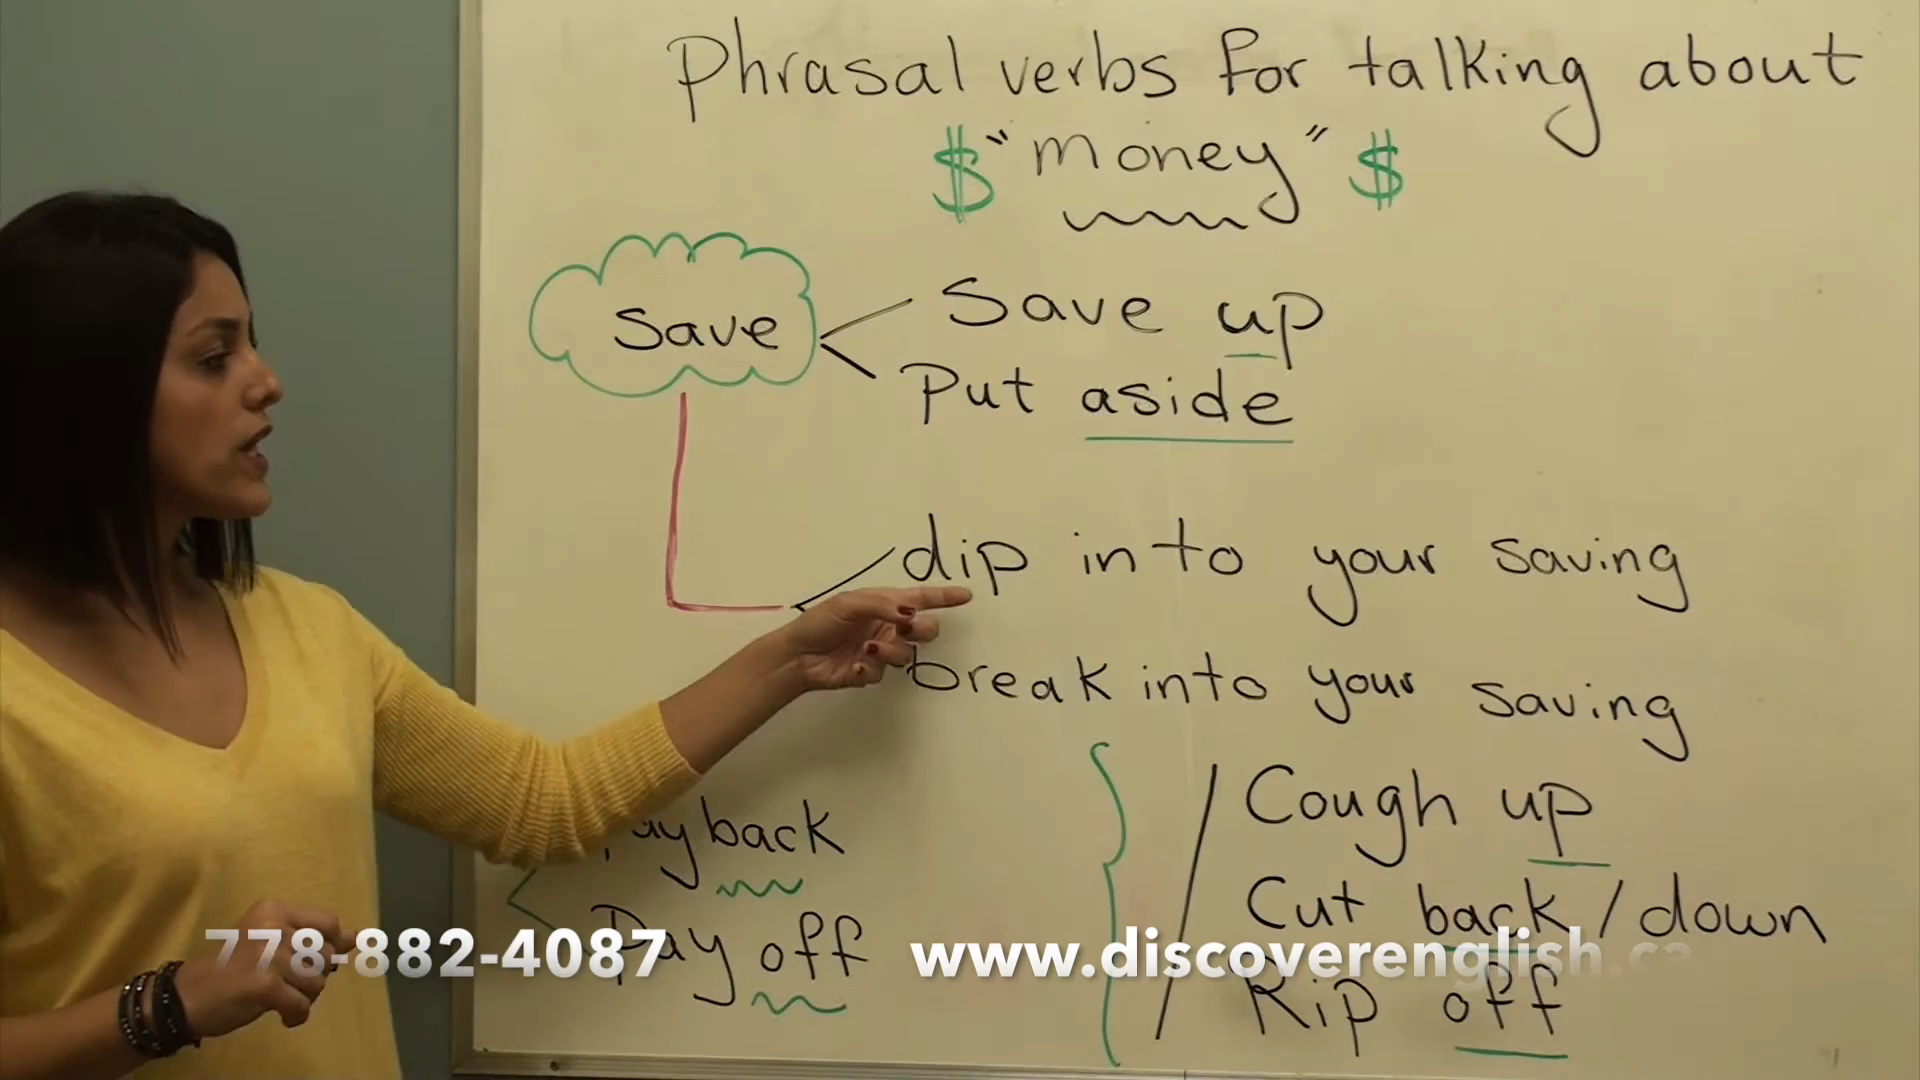 Phrasal verbs for talking about
$ "money" $
Save
Save up
Put aside
dip into your saving
break into your saving
back
Pay off
Cough up
Cut back / down
Rip off
778-882-4087
www.discoverenglish.ca